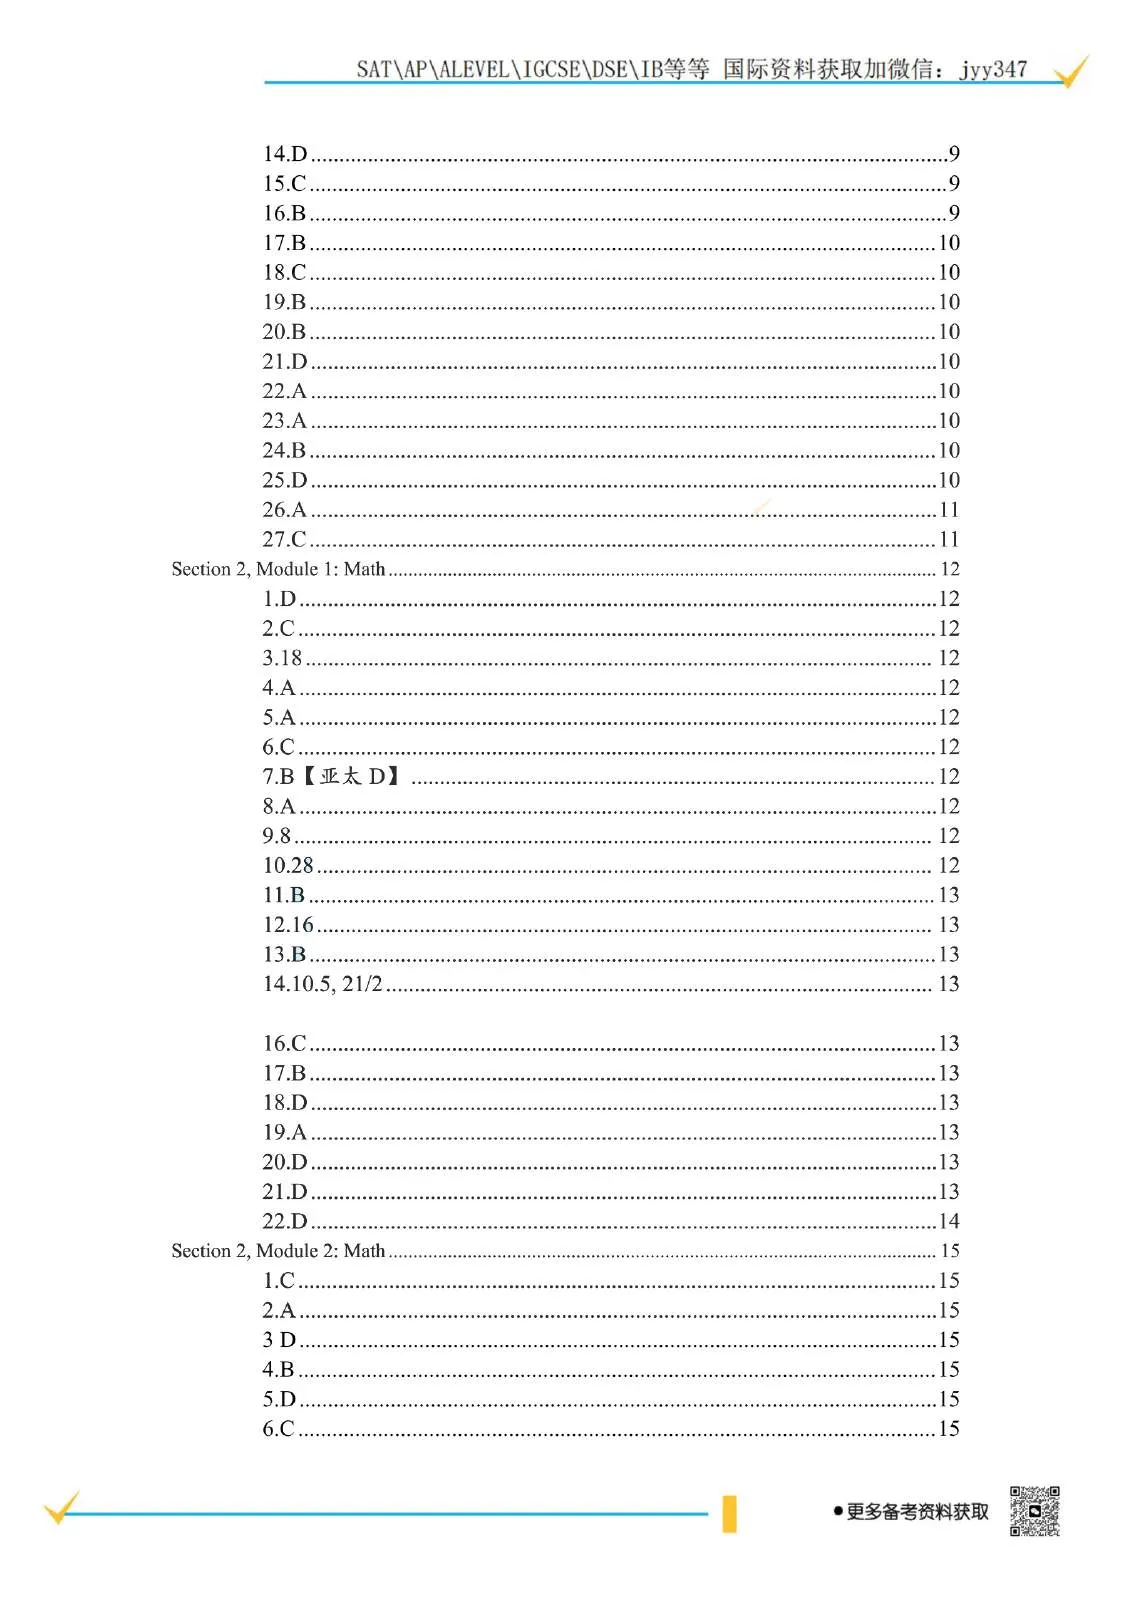 SAT\AP\ALEVEL\IGCSE\DSE\IB等等 国际资料获取加微信：jyy347
14.D........9
15.C........9
16.B........9
17.B........10
18.C........10
19.B........10
20.B........10
21.D........10
22.A........10
23.A........10
24.B........10
25.D........10
26.A........11
27.C........11
Section 2, Module 1: Math........12
1.D........12
2.C........12
3.18........12
4.A........12
5.A........12
6.C........12
7.B【亚太 D】........12
8.A........12
9.8........12
10.28........12
11.B........13
12.16........13
13.B........13
14.10.5, 21/2........13
16.C........13
17.B........13
18.D........13
19.A........13
20.D........13
21.D........13
22.D........14
Section 2, Module 2: Math........15
1.C........15
2.A........15
3 D........15
4.B........15
5.D........15
6.C........15
●更多备考资料获取